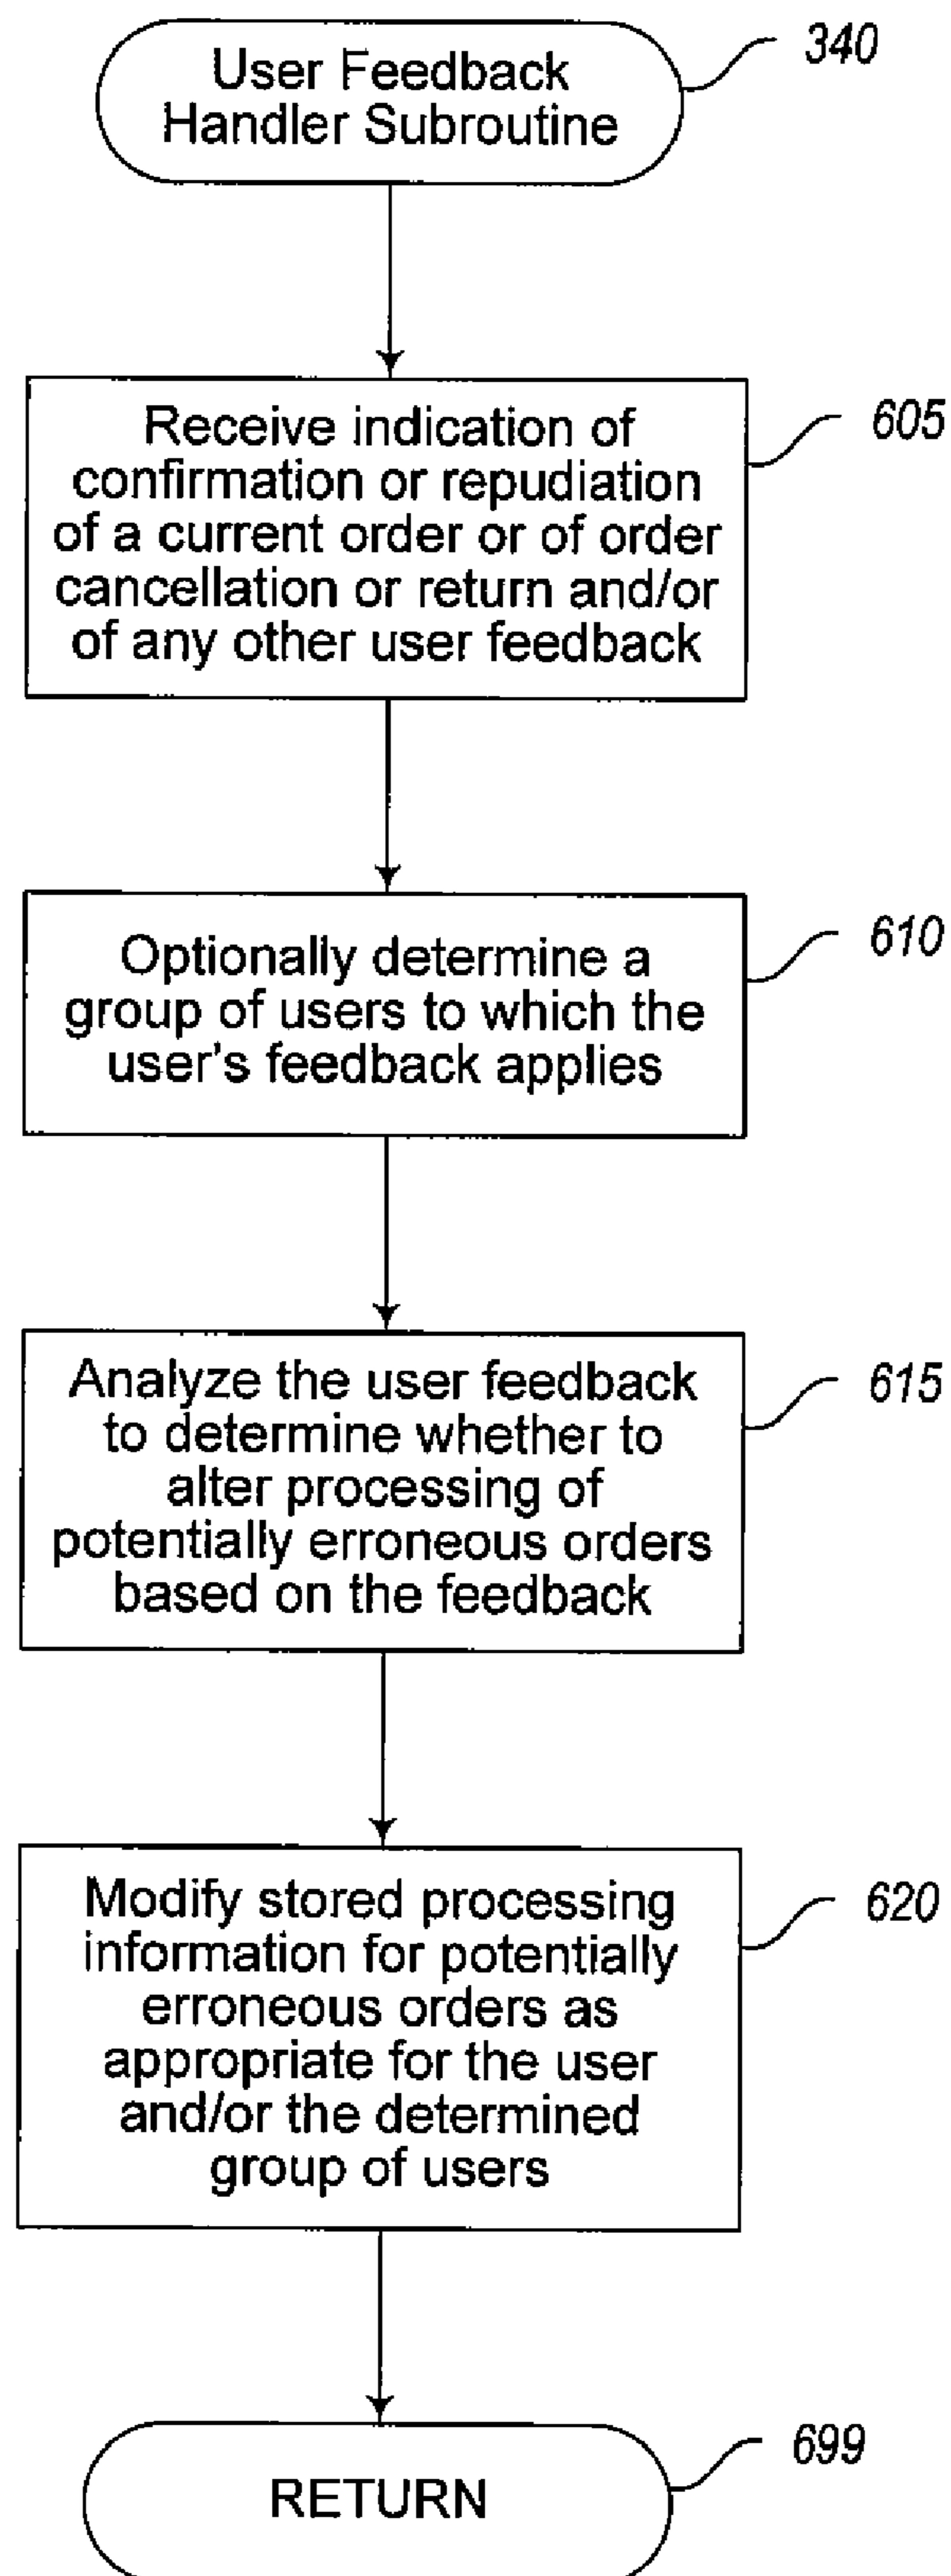 User Feedback
Handler Subroutine
340
Receive indication of
confirmation or repudiation
of a current order or of order
cancellation or return and/or
of any other user feedback
605
Optionally determine a
group of users to which the
user's feedback applies
610
Analyze the user feedback
to determine whether to
alter processing of
potentially erroneous orders
based on the feedback
615
Modify stored processing
information for potentially
erroneous orders as
appropriate for the user
and/or the determined
group of users
620
RETURN
699